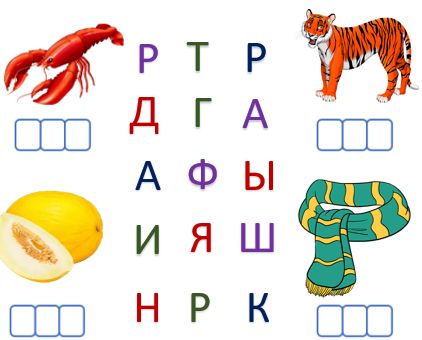 Р Т Р
Д Г А
А Ф Ы
И Я Ш
Н Р К